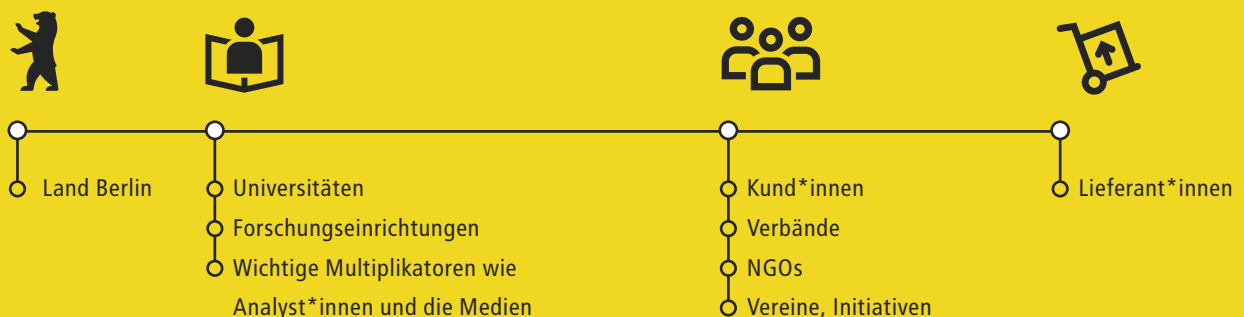 Land Berlin
Universitäten
Forschungseinrichtungen
Wichtige Multiplikatoren wie
Analyst*innen und die Medien
Kund*innen
Verbände
NGOs
Vereine, Initiativen
Lieferant*innen